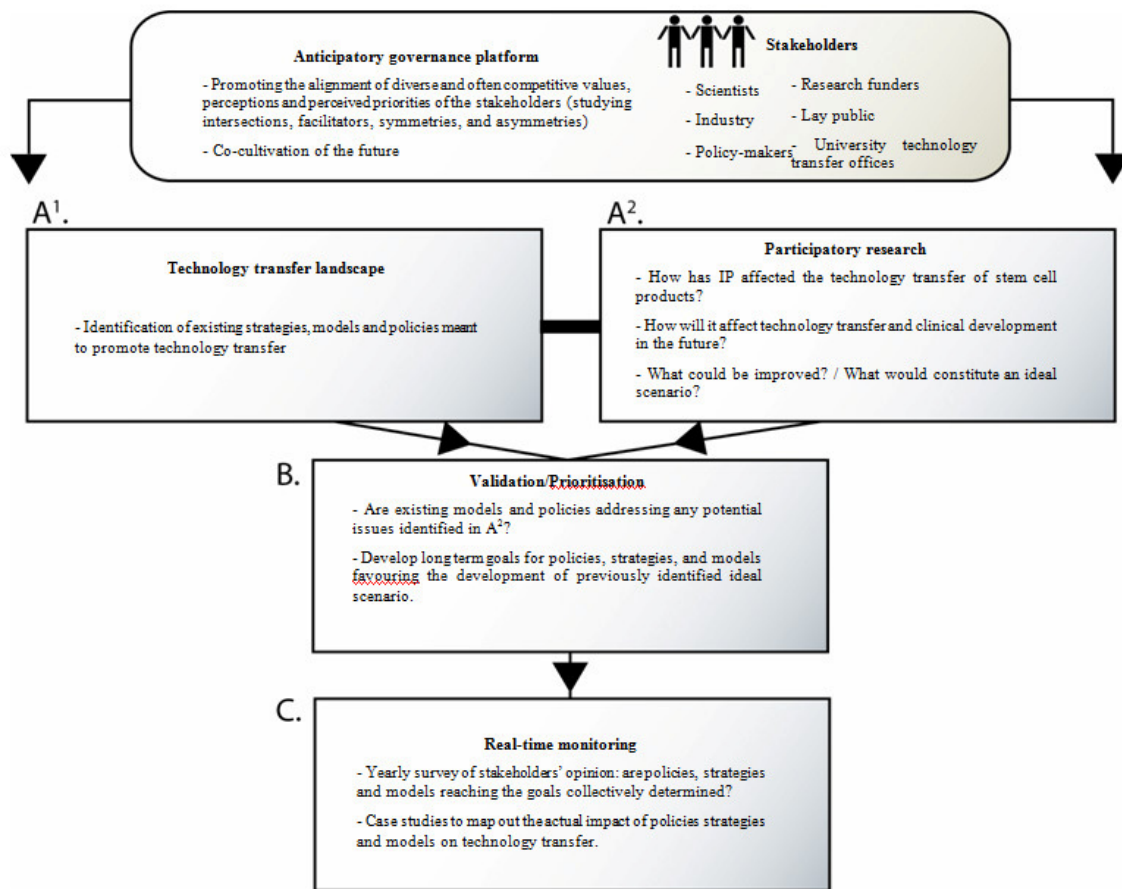 Anticipatory governance platform
- Promoting the alignment of diverse and often competitive values,
perceptions and perceived priorities of the stakeholders (studying
intersections, facilitators, symmetries, and asymmetries)
- Co-cultivation of the future
Stakeholders
- Scientists
- Industry
- Policy-makers
- Research funders
- Lay public
- University technology
transfer offices
A¹.
Technology transfer landscape
- Identification of existing strategies, models and policies meant
to promote technology transfer
A².
Participatory research
- How has IP affected the technology transfer of stem cell
products?
- How will it affect technology transfer and clinical development
in the future?
- What could be improved? / What would constitute an ideal
scenario?
B.
Validation/Prioritisation
- Are existing models and policies addressing any potential
issues identified in A²?
- Develop long term goals for policies, strategies, and models
favouring the development of previously identified ideal
scenario.
C.
Real-time monitoring
- Yearly survey of stakeholders' opinion: are policies, strategies
and models reaching the goals collectively determined?
- Case studies to map out the actual impact of policies strategies
and models on technology transfer.